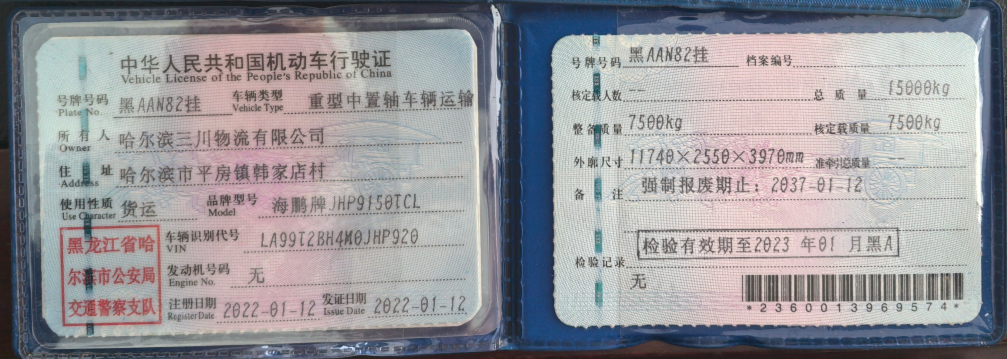 中华人民共和国机动车行驶证
Vehicle License of the People's Republic of China
号牌号码 黑AAN82挂 车辆类型 重型中置轴车辆运输
Plate No. Vehicle Type
所有人 哈尔滨三川物流有限公司
Owner
住址 哈尔滨市平房镇韩家店村
Address
使用性质 货运 品牌型号 海鹏牌JHP9150TCL
Use Character Model
黑龙江省哈
尔滨市公安局
交通警察支队
车辆识别代号 LA99T2BH4M0JHP920
VIN
发动机号码 无
Engine No.
注册日期 2022-01-12 发证日期 2022-01-12
Register Date Issue Date
号牌号码 黑AAN82挂 档案编号
核定载人数 -- 总质量 15000kg
整备质量 7500kg 核定载质量 7500kg
外廓尺寸 11740×2550×3970mm 准牵引总质量 --
备注 强制报废期止：2037-01-12
检验有效期至2023 年01 月黑A
检验记录
无
*2360013969574*